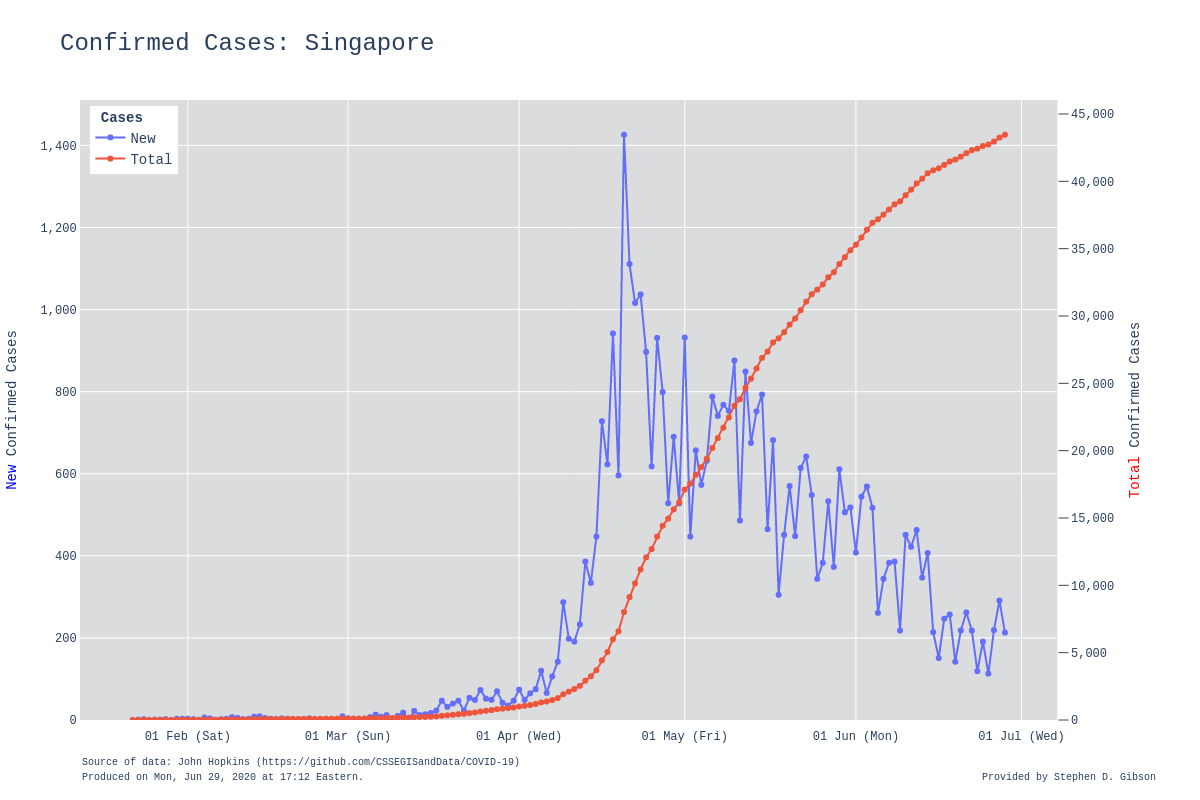 Confirmed Cases: Singapore
Cases
New
Total
1,400
1,200
1,000
800
600
400
200
0
New Confirmed Cases
45,000
40,000
35,000
30,000
25,000
20,000
15,000
10,000
5,000
0
Total Confirmed Cases
01 Feb (Sat) 01 Mar (Sun) 01 Apr (Wed) 01 May (Fri) 01 Jun (Mon) 01 Jul (Wed)
Source of data: John Hopkins (https://github.com/CSSEGISandData/COVID-19)
Produced on Mon, Jun 29, 2020 at 17:12 Eastern.
Provided by Stephen D. Gibson